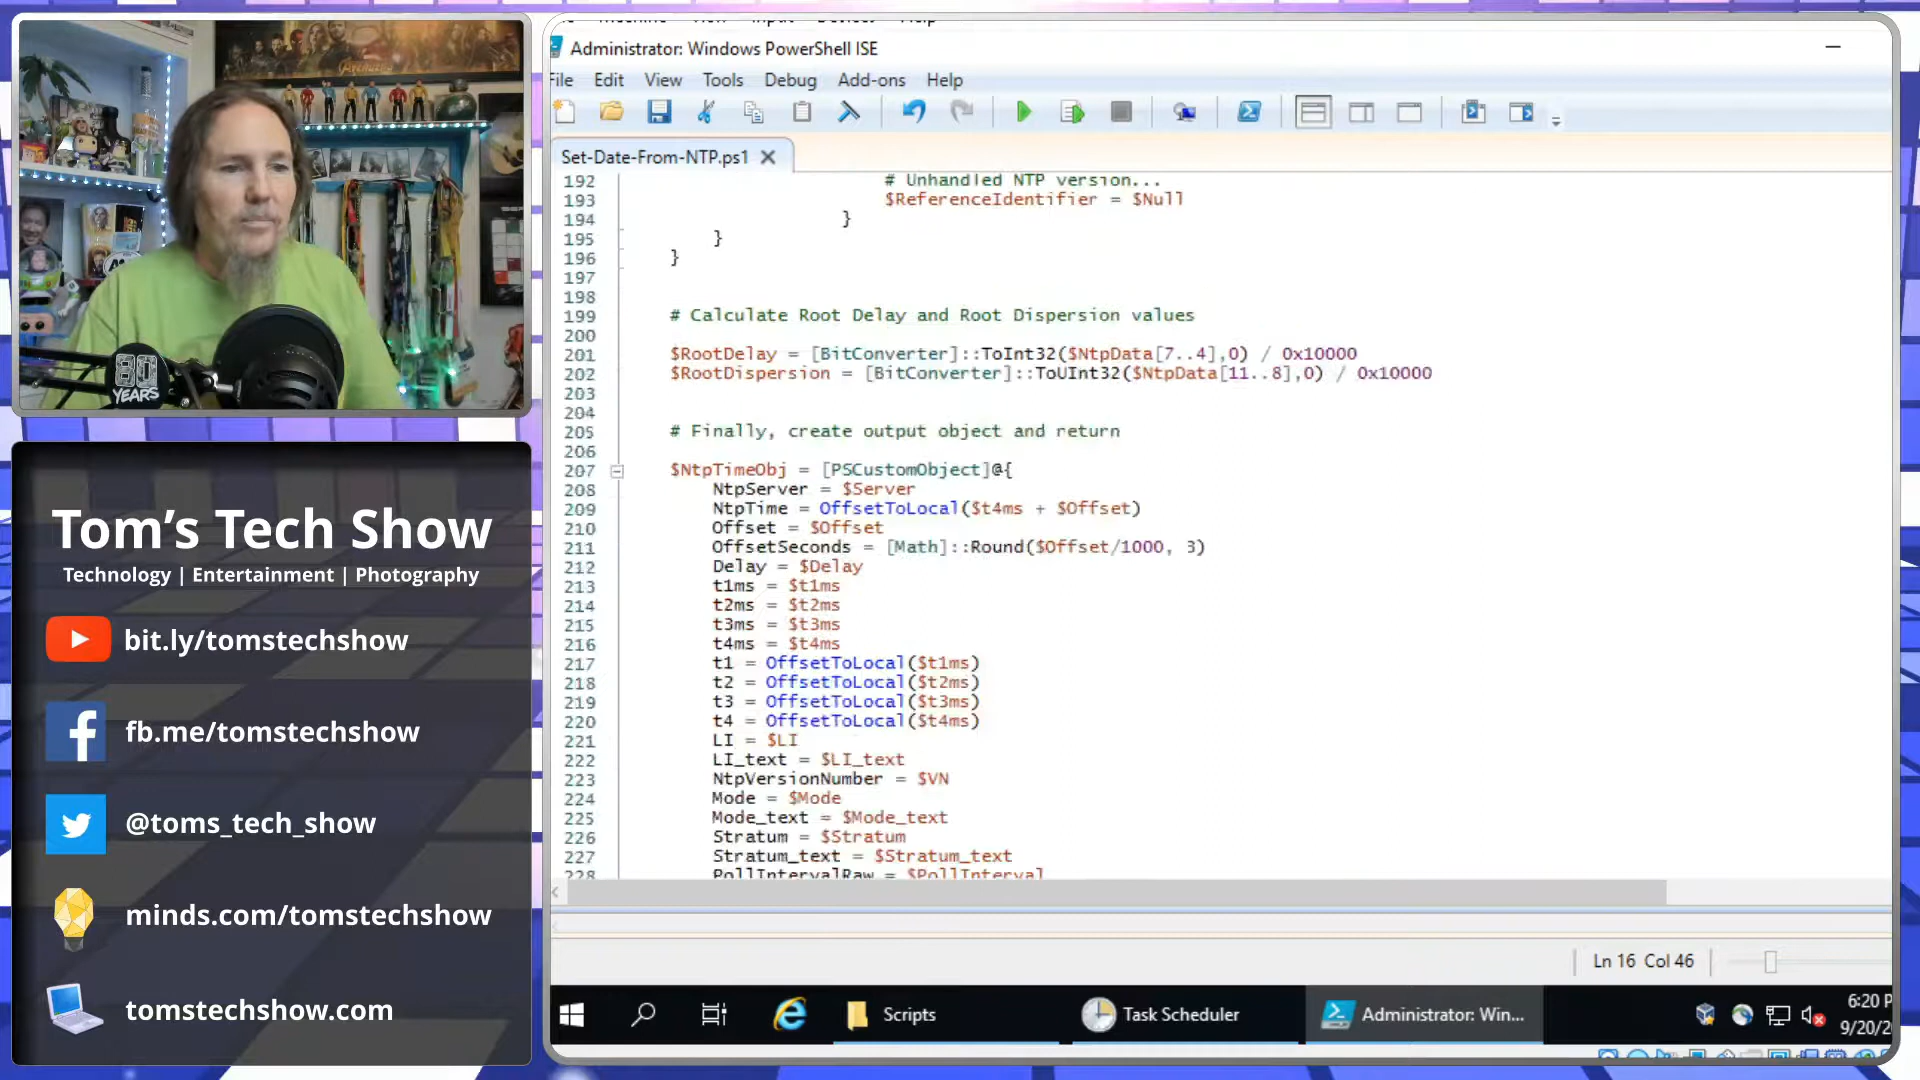 80
YEARS
Tom's Tech Show
Technology | Entertainment | Photography
bit.ly/tomstechshow
fb.me/tomstechshow
@toms_tech_show
minds.com/tomstechshow
tomstechshow.com
Administrator: Windows PowerShell ISE
File Edit View Tools Debug Add-ons Help
Set-Date-From-NTP.ps1
192 # Unhandled NTP version...
193 $ReferenceIdentifier = $Null
194 }
195 }
196 }
197
198
199 # Calculate Root Delay and Root Dispersion values
200
201 $RootDelay = [BitConverter]::ToInt32($NtpData[7..4],0) / 0x10000
202 $RootDispersion = [BitConverter]::ToUInt32($NtpData[11..8],0) / 0x10000
203
204
205 # Finally, create output object and return
206
207 $NtpTimeObj = [PSCustomObject]@{
208 NtpServer = $Server
209 NtpTime = OffsetToLocal($t4ms + $Offset)
210 Offset = $Offset
211 OffsetSeconds = [Math]::Round($Offset/1000, 3)
212 Delay = $Delay
213 t1ms = $t1ms
214 t2ms = $t2ms
215 t3ms = $t3ms
216 t4ms = $t4ms
217 t1 = OffsetToLocal($t1ms)
218 t2 = OffsetToLocal($t2ms)
219 t3 = OffsetToLocal($t3ms)
220 t4 = OffsetToLocal($t4ms)
221 LI = $LI
222 LI_text = $LI_text
223 NtpVersionNumber = $VN
224 Mode = $Mode
225 Mode_text = $Mode_text
226 Stratum = $Stratum
227 Stratum_text = $Stratum_text
228 PollIntervalRaw = $PollInterval
Ln 16 Col 46
Scripts
Task Scheduler
Administrator: Win...
6:20 P
9/20/2